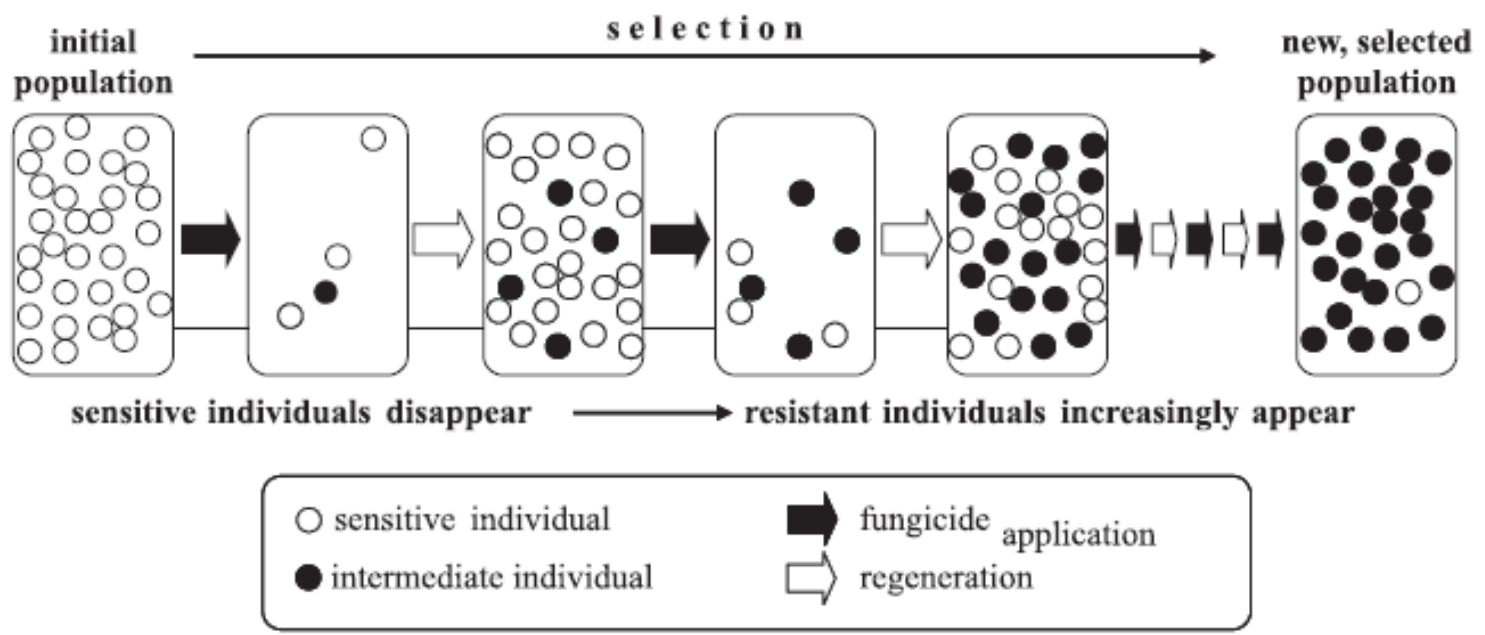 selection
initial
population
new, selected
population
sensitive individuals disappear
resistant individuals increasingly appear
sensitive individual
intermediate individual
fungicide application
regeneration